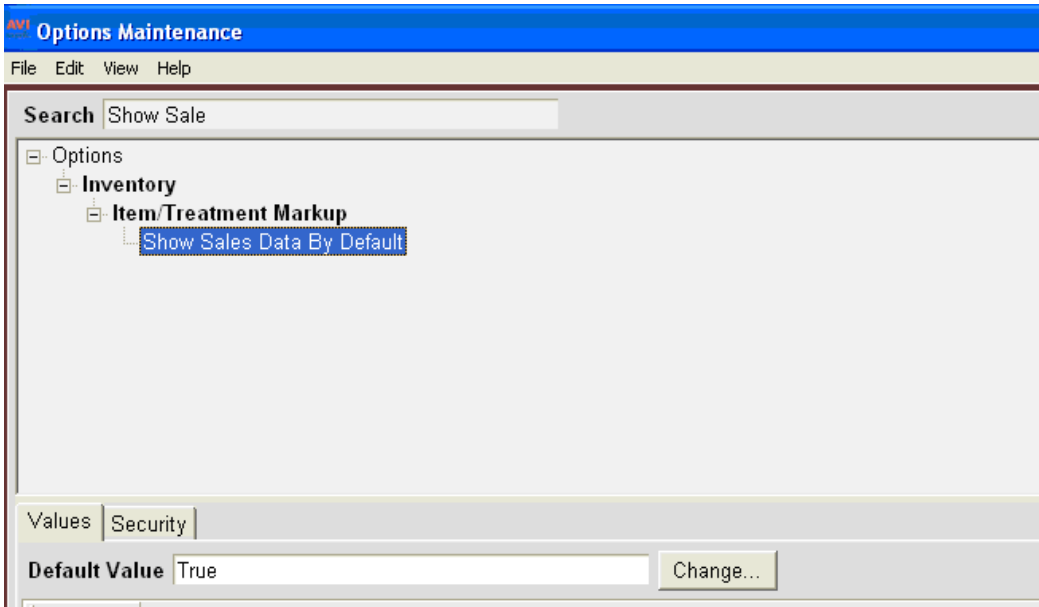 AVI Options Maintenance
File Edit View Help
Search Show Sale
Options
Inventory
Item/Treatment Markup
Show Sales Data By Default
Values Security
Default Value True Change...